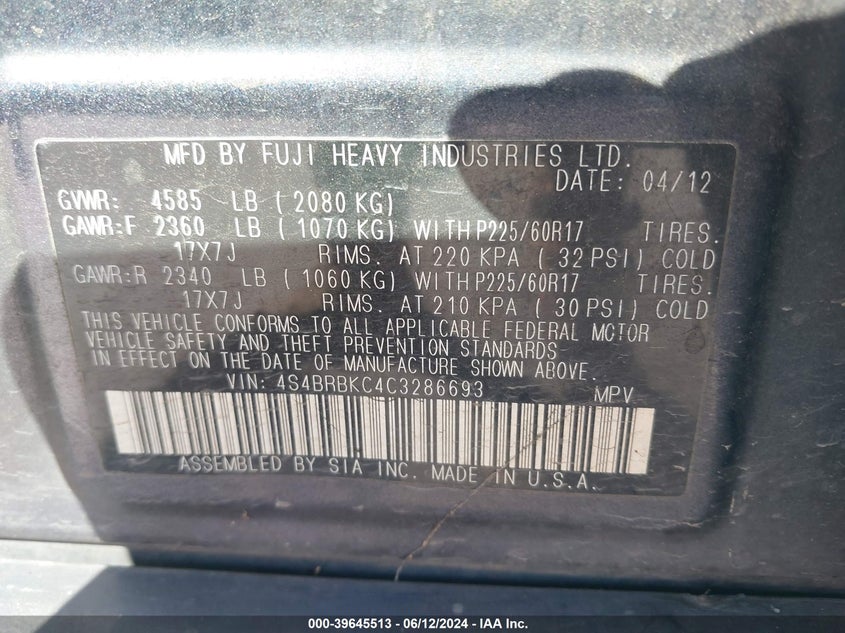 MFD BY FUJI HEAVY INDUSTRIES LTD.
DATE: 04/12
GVWR: 4585 LB ( 2080 KG)
GAWR:F 2360 LB ( 1070 KG) WITH P225/60R17 TIRES.
17X7J RIMS. AT 220 KPA ( 32 PSI) COLD
GAWR:R 2340 LB ( 1060 KG) WITH P225/60R17 TIRES.
17X7J RIMS. AT 210 KPA ( 30 PSI) COLD
THIS VEHICLE CONFORMS TO ALL APPLICABLE FEDERAL MOTOR
VEHICLE SAFETY AND THEFT PREVENTION STANDARDS
IN EFFECT ON THE DATE OF MANUFACTURE SHOWN ABOVE.
VIN: 4S4BRBKC4C3286693 MPV
ASSEMBLED BY SIA INC. MADE IN U.S.A.
000-39645513 - 06/12/2024 - IAA Inc.